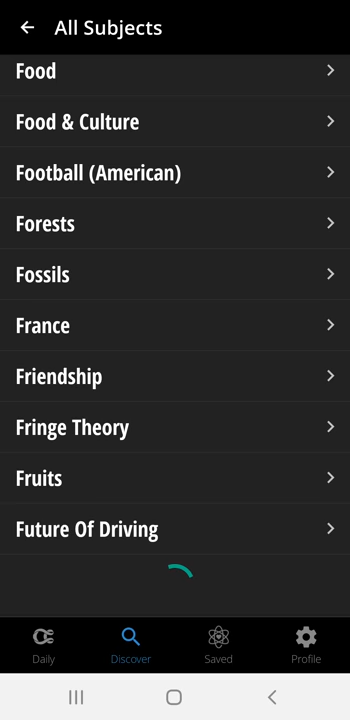 All Subjects
Food
Food & Culture
Football (American)
Forests
Fossils
France
Friendship
Fringe Theory
Fruits
Future Of Driving
Daily
Discover
Saved
Profile